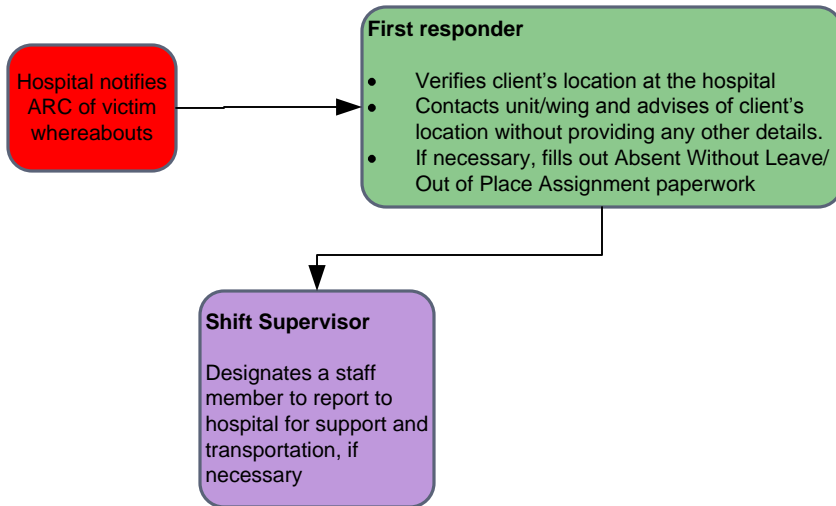 Hospital notifies
ARC of victim
whereabouts
First responder
• Verifies client’s location at the hospital
• Contacts unit/wing and advises of client’s
location without providing any other details.
• If necessary, fills out Absent Without Leave/
Out of Place Assignment paperwork
Shift Supervisor
Designates a staff
member to report to
hospital for support and
transportation, if
necessary